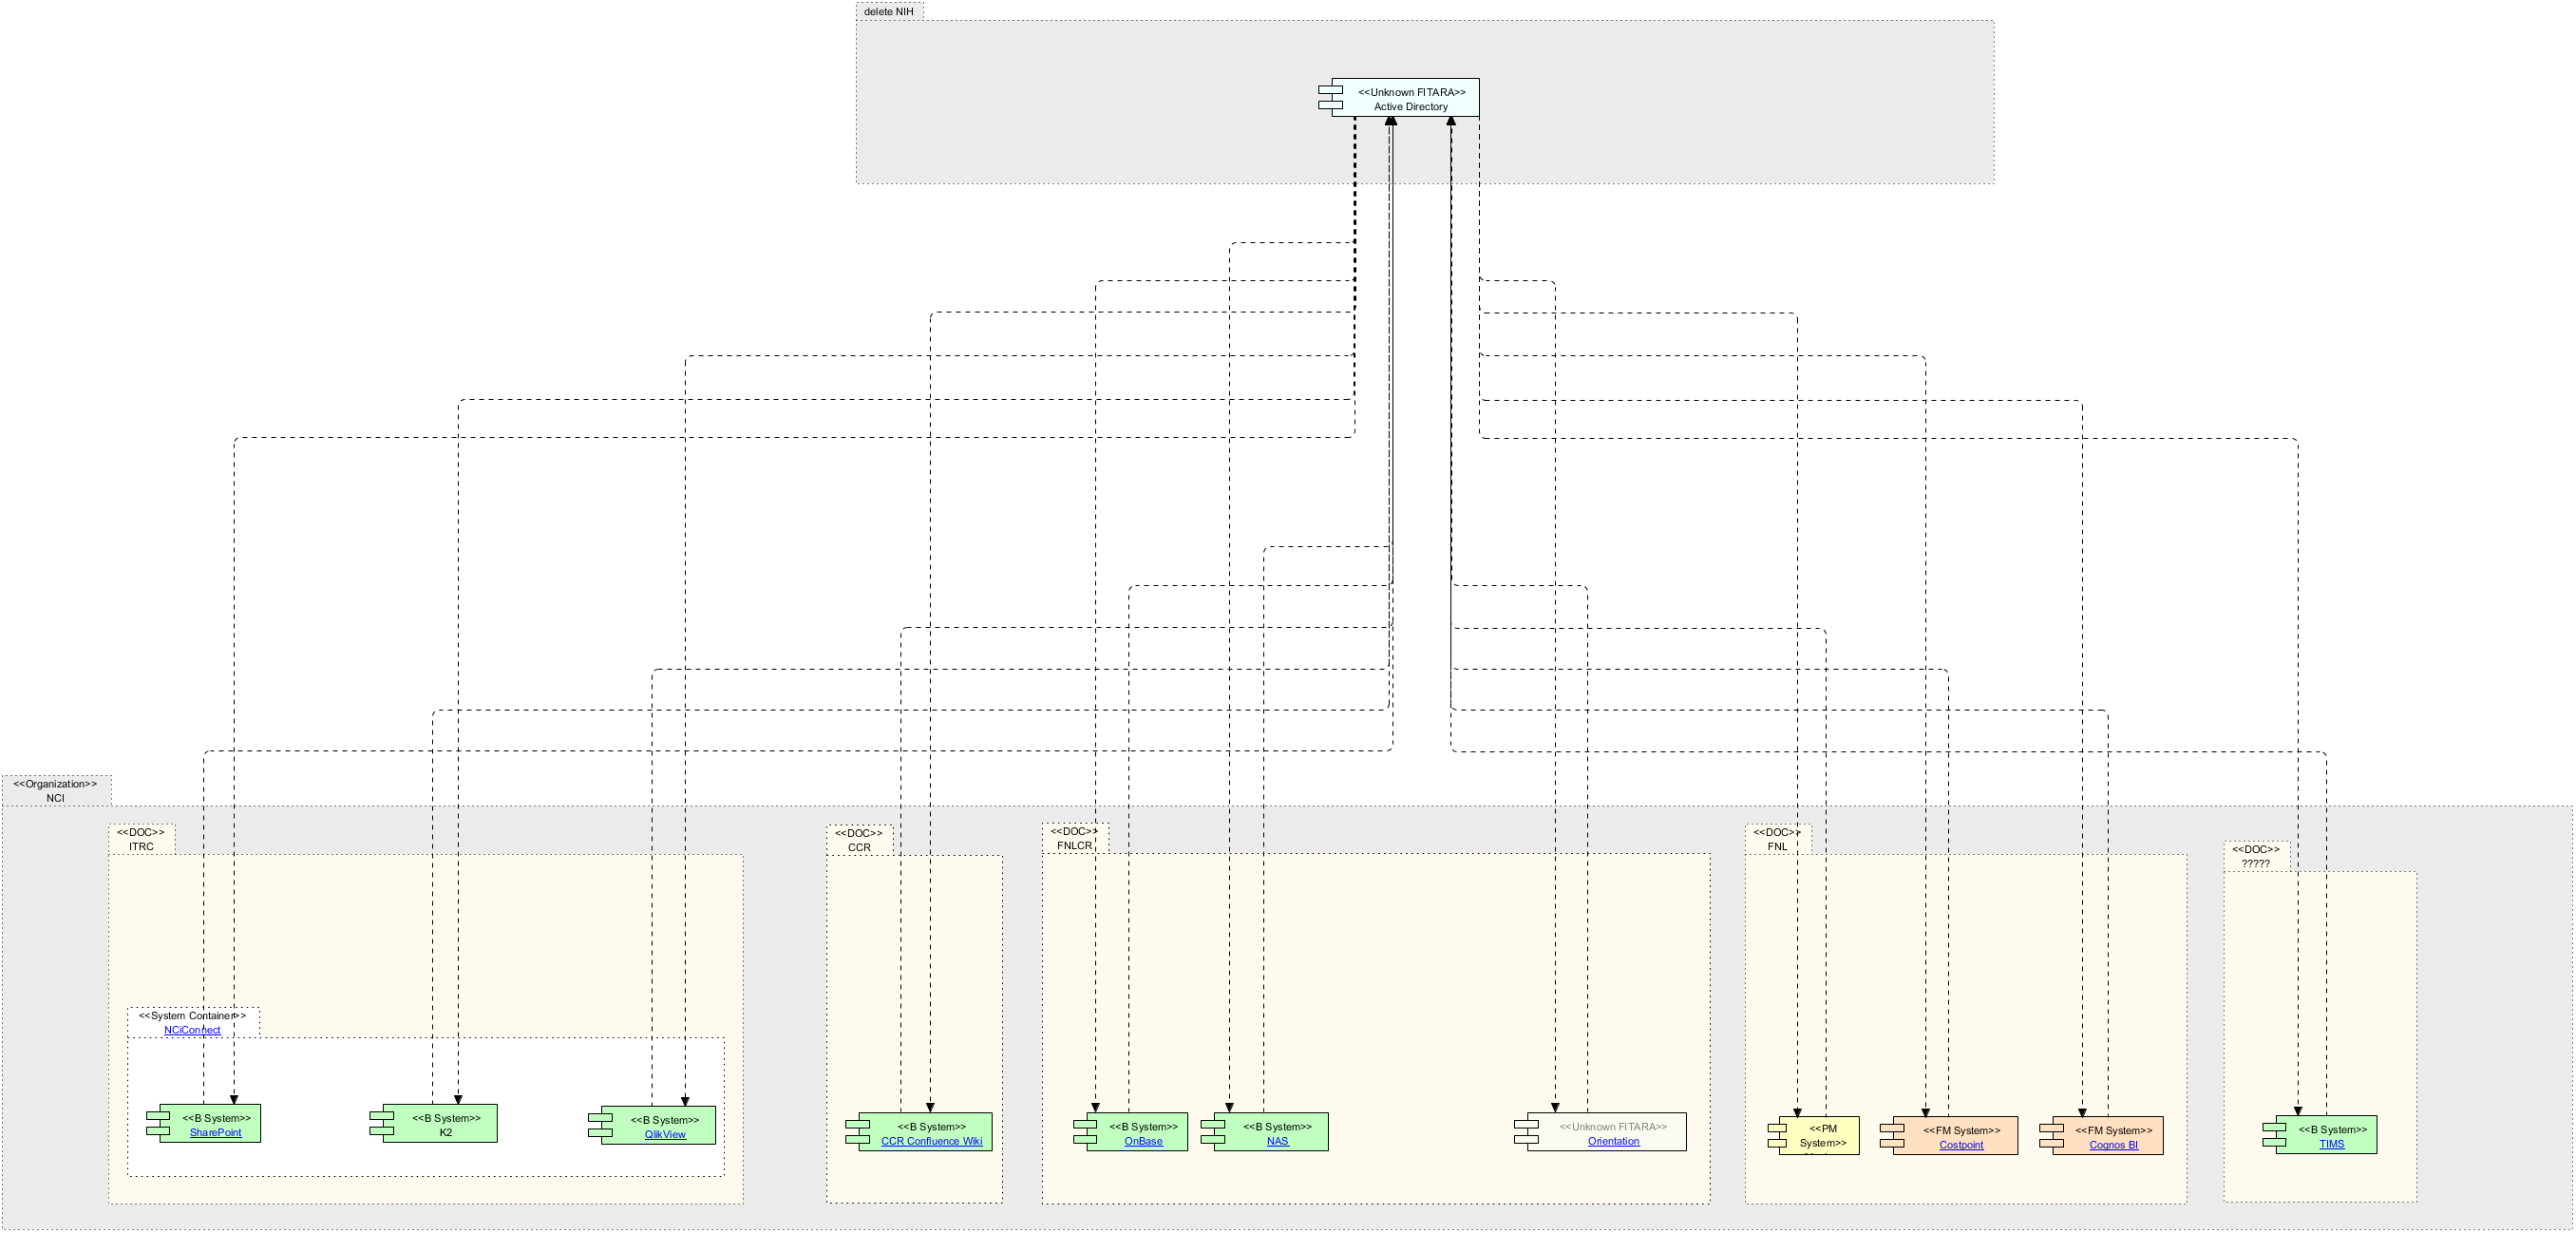 delete NIH
<<Unknown FITARA>>
Active Directory
<<Organization>>
NCI
<<DOC>>
ITRC
<<DOC>>
CCR
<<DOC>>
FNLCR
<<DOC>>
FNL
<<DOC>>
?????
<<System Container>>
NCiConnect
<<B System>>
SharePoint
<<B System>>
K2
<<B System>>
QlikView
<<B System>>
CCR Confluence Wiki
<<B System>>
OnBase
<<B System>>
NAS
<<Unknown FITARA>>
Orientation
<<PM
System>>
<<FM System>>
Costpoint
<<FM System>>
Cognos BI
<<B System>>
TIMS